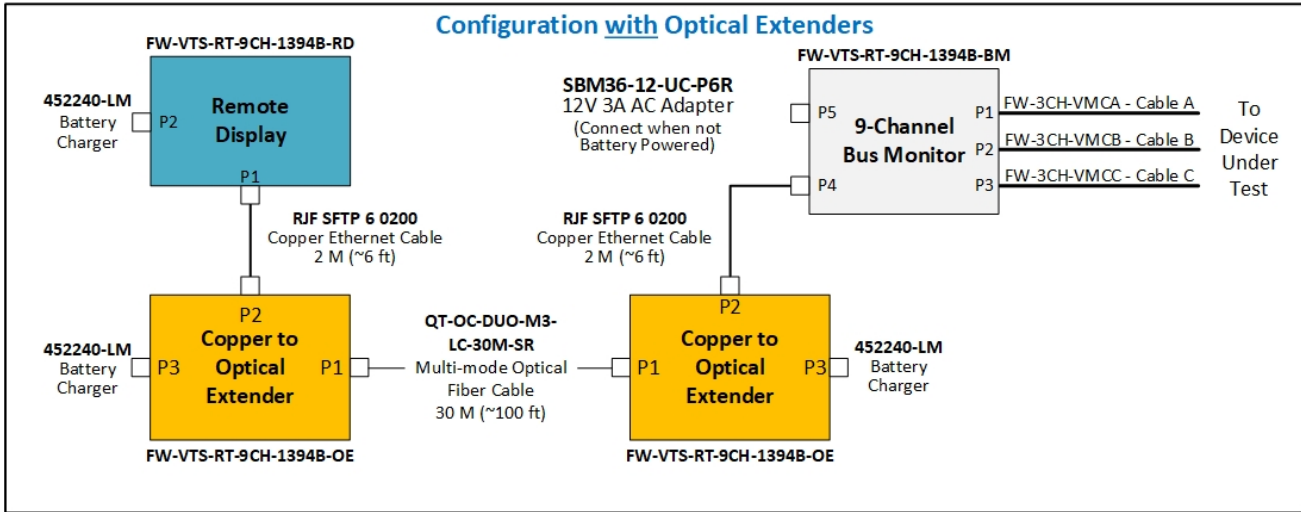 Configuration with Optical Extenders
FW-VTS-RT-9CH-1394B-RD
452240-LM
Battery
Charger
P2
Remote
Display
P1
SBM36-12-UC-P6R
12V 3A AC Adapter
(Connect when not
Battery Powered)
FW-VTS-RT-9CH-1394B-BM
P5
9-Channel
Bus Monitor
P4
P1
P2
P3
FW-3CH-VMCA - Cable A
FW-3CH-VMCB - Cable B
FW-3CH-VMCC - Cable C
To
Device
Under
Test
RJF SFTP 6 0200
Copper Ethernet Cable
2 M (~6 ft)
RJF SFTP 6 0200
Copper Ethernet Cable
2 M (~6 ft)
452240-LM
Battery
Charger
P2
P3
Copper to
Optical
Extender
P1
FW-VTS-RT-9CH-1394B-OE
QT-OC-DUO-M3-
LC-30M-SR
Multi-mode Optical
Fiber Cable
30 M (~100 ft)
P2
P1
Copper to
Optical
Extender
P3
FW-VTS-RT-9CH-1394B-OE
452240-LM
Battery
Charger